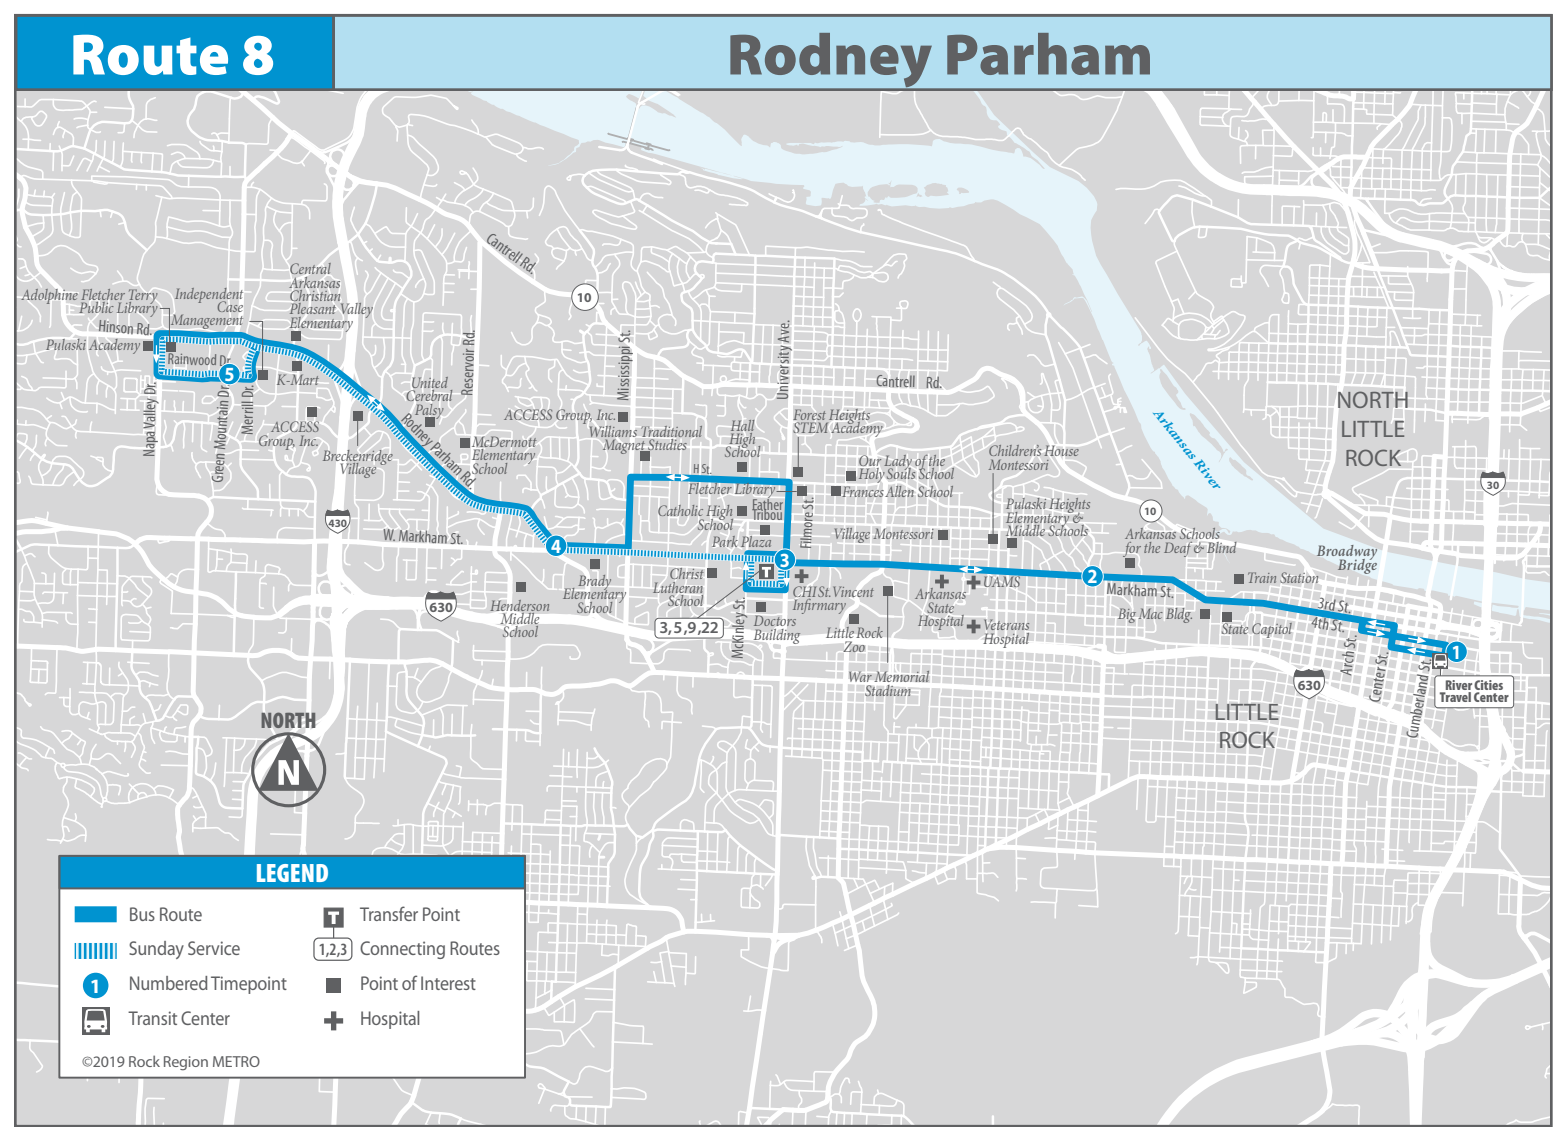 Route 8
Rodney Parham
Cantrell Rd.
10
Central
Arkansas
Christian
Pleasant Valley
Elementary
Adolphine Fletcher Terry
Public Library
Independent
Case
Management
Hinson Rd.
Pulaski Academy
Rainwood Dr.
5
K-Mart
Napa Valley Dr.
Green Mountain Dr.
Merrill Dr.
ACCESS
Group, Inc.
Breckenridge
Village
United
Cerebral
Palsy
Reservoir Rd.
Rodney Parham Rd.
McDermott
Elementary
School
Mississippi St.
ACCESS Group, Inc.
Williams Traditional
Magnet Studies
University Ave.
Cantrell Rd.
Hall
High
School
Forest Heights
STEM Academy
H St.
Fletcher Library
Our Lady of the
Holy Souls School
Frances Allen School
Catholic High
School
Father
Tribou
Filmore St.
Park Plaza
Village Montessori
Children's House
Montessori
Pulaski Heights
Elementary &
Middle Schools
10
Arkansas Schools
for the Deaf & Blind
Arkansas River
NORTH
LITTLE
ROCK
30
Broadway
Bridge
430
W. Markham St.
4
3
T
2
630
Henderson
Middle
School
Brady
Elementary
School
Christ
Lutheran
School
3,5,9,22
McKinley St.
Doctors
Building
CHI St. Vincent
Infirmary
Little Rock
Zoo
War Memorial
Stadium
Arkansas
State
Hospital
UAMS
Veterans
Hospital
Markham St.
Big Mac Bldg.
Train Station
State Capitol
3rd St.
4th St.
Arch St.
Center St.
Cumberland St.
1
River Cities
Travel Center
630
LITTLE
ROCK
NORTH
N
LEGEND
Bus Route
T
Transfer Point
Sunday Service
1,2,3
Connecting Routes
1
Numbered Timepoint
Point of Interest
Transit Center
Hospital
©2019 Rock Region METRO